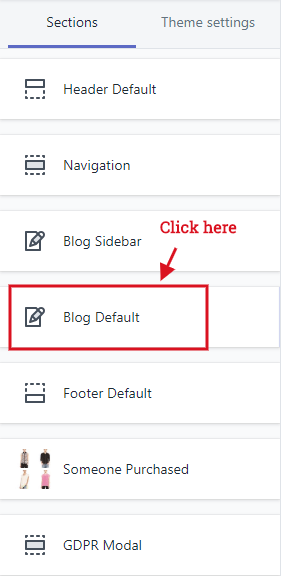 Sections Theme settings
Header Default
Navigation
Click here
Blog Sidebar
Blog Default
Footer Default
Someone Purchased
GDPR Modal